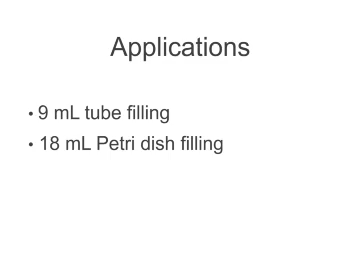 Applications
• 9 mL tube filling
• 18 mL Petri dish filling